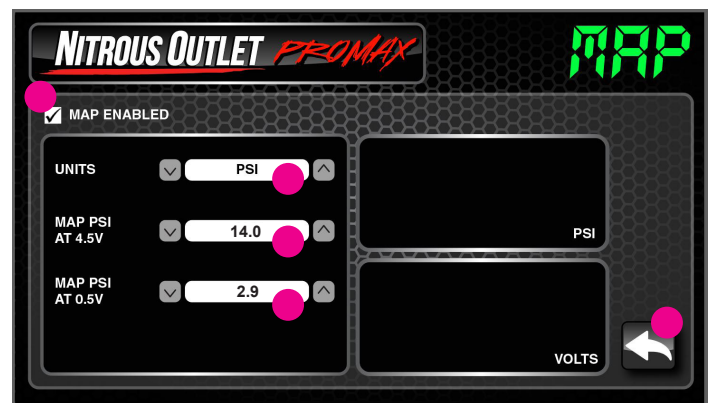 NITROUS OUTLET PROMAX
MAP
MAP ENABLED
UNITS
PSI
MAP PSI
AT 4.5V
14.0
MAP PSI
AT 0.5V
2.9
PSI
VOLTS